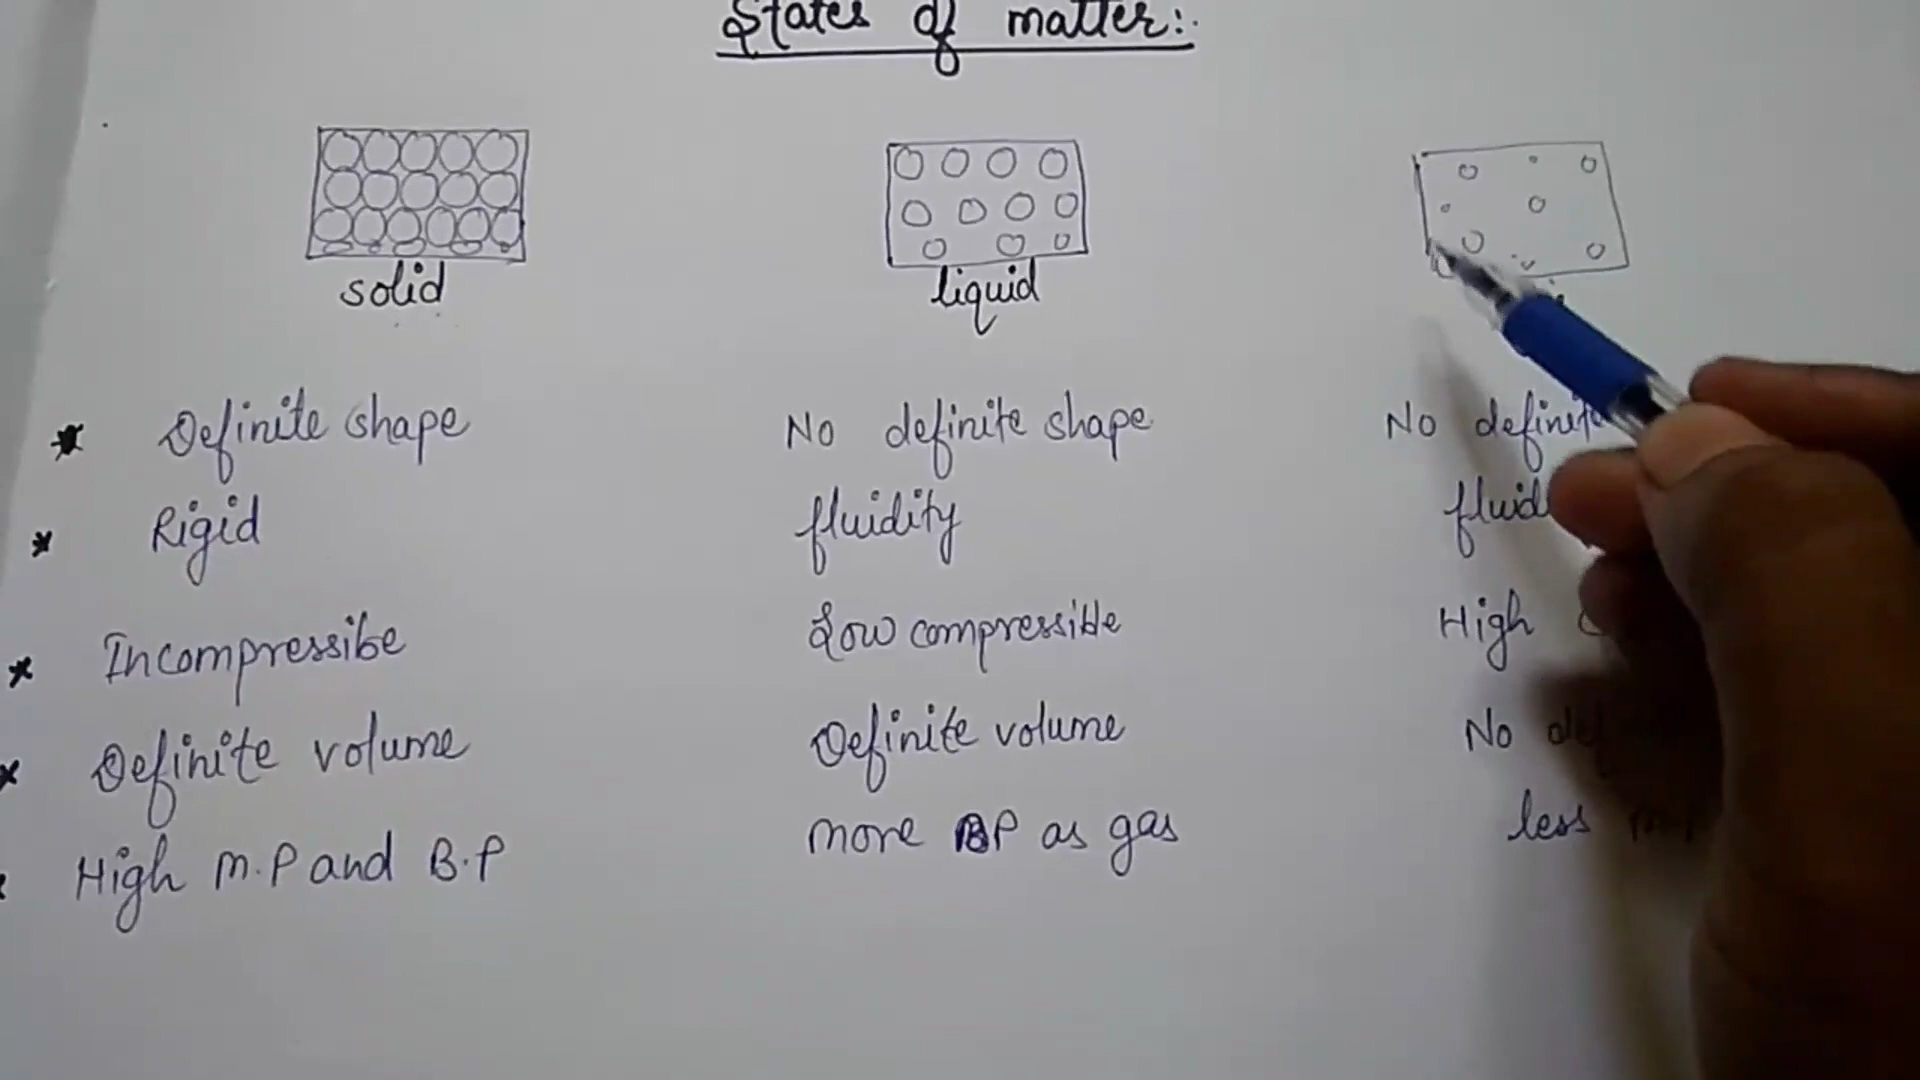 States of matter:
solid liquid
Definite shape No definite shape No
Rigid fluidity
Incompressibe Low compressible High
Definite volume Definite volume No
High M.P and B.P more BP as gas less